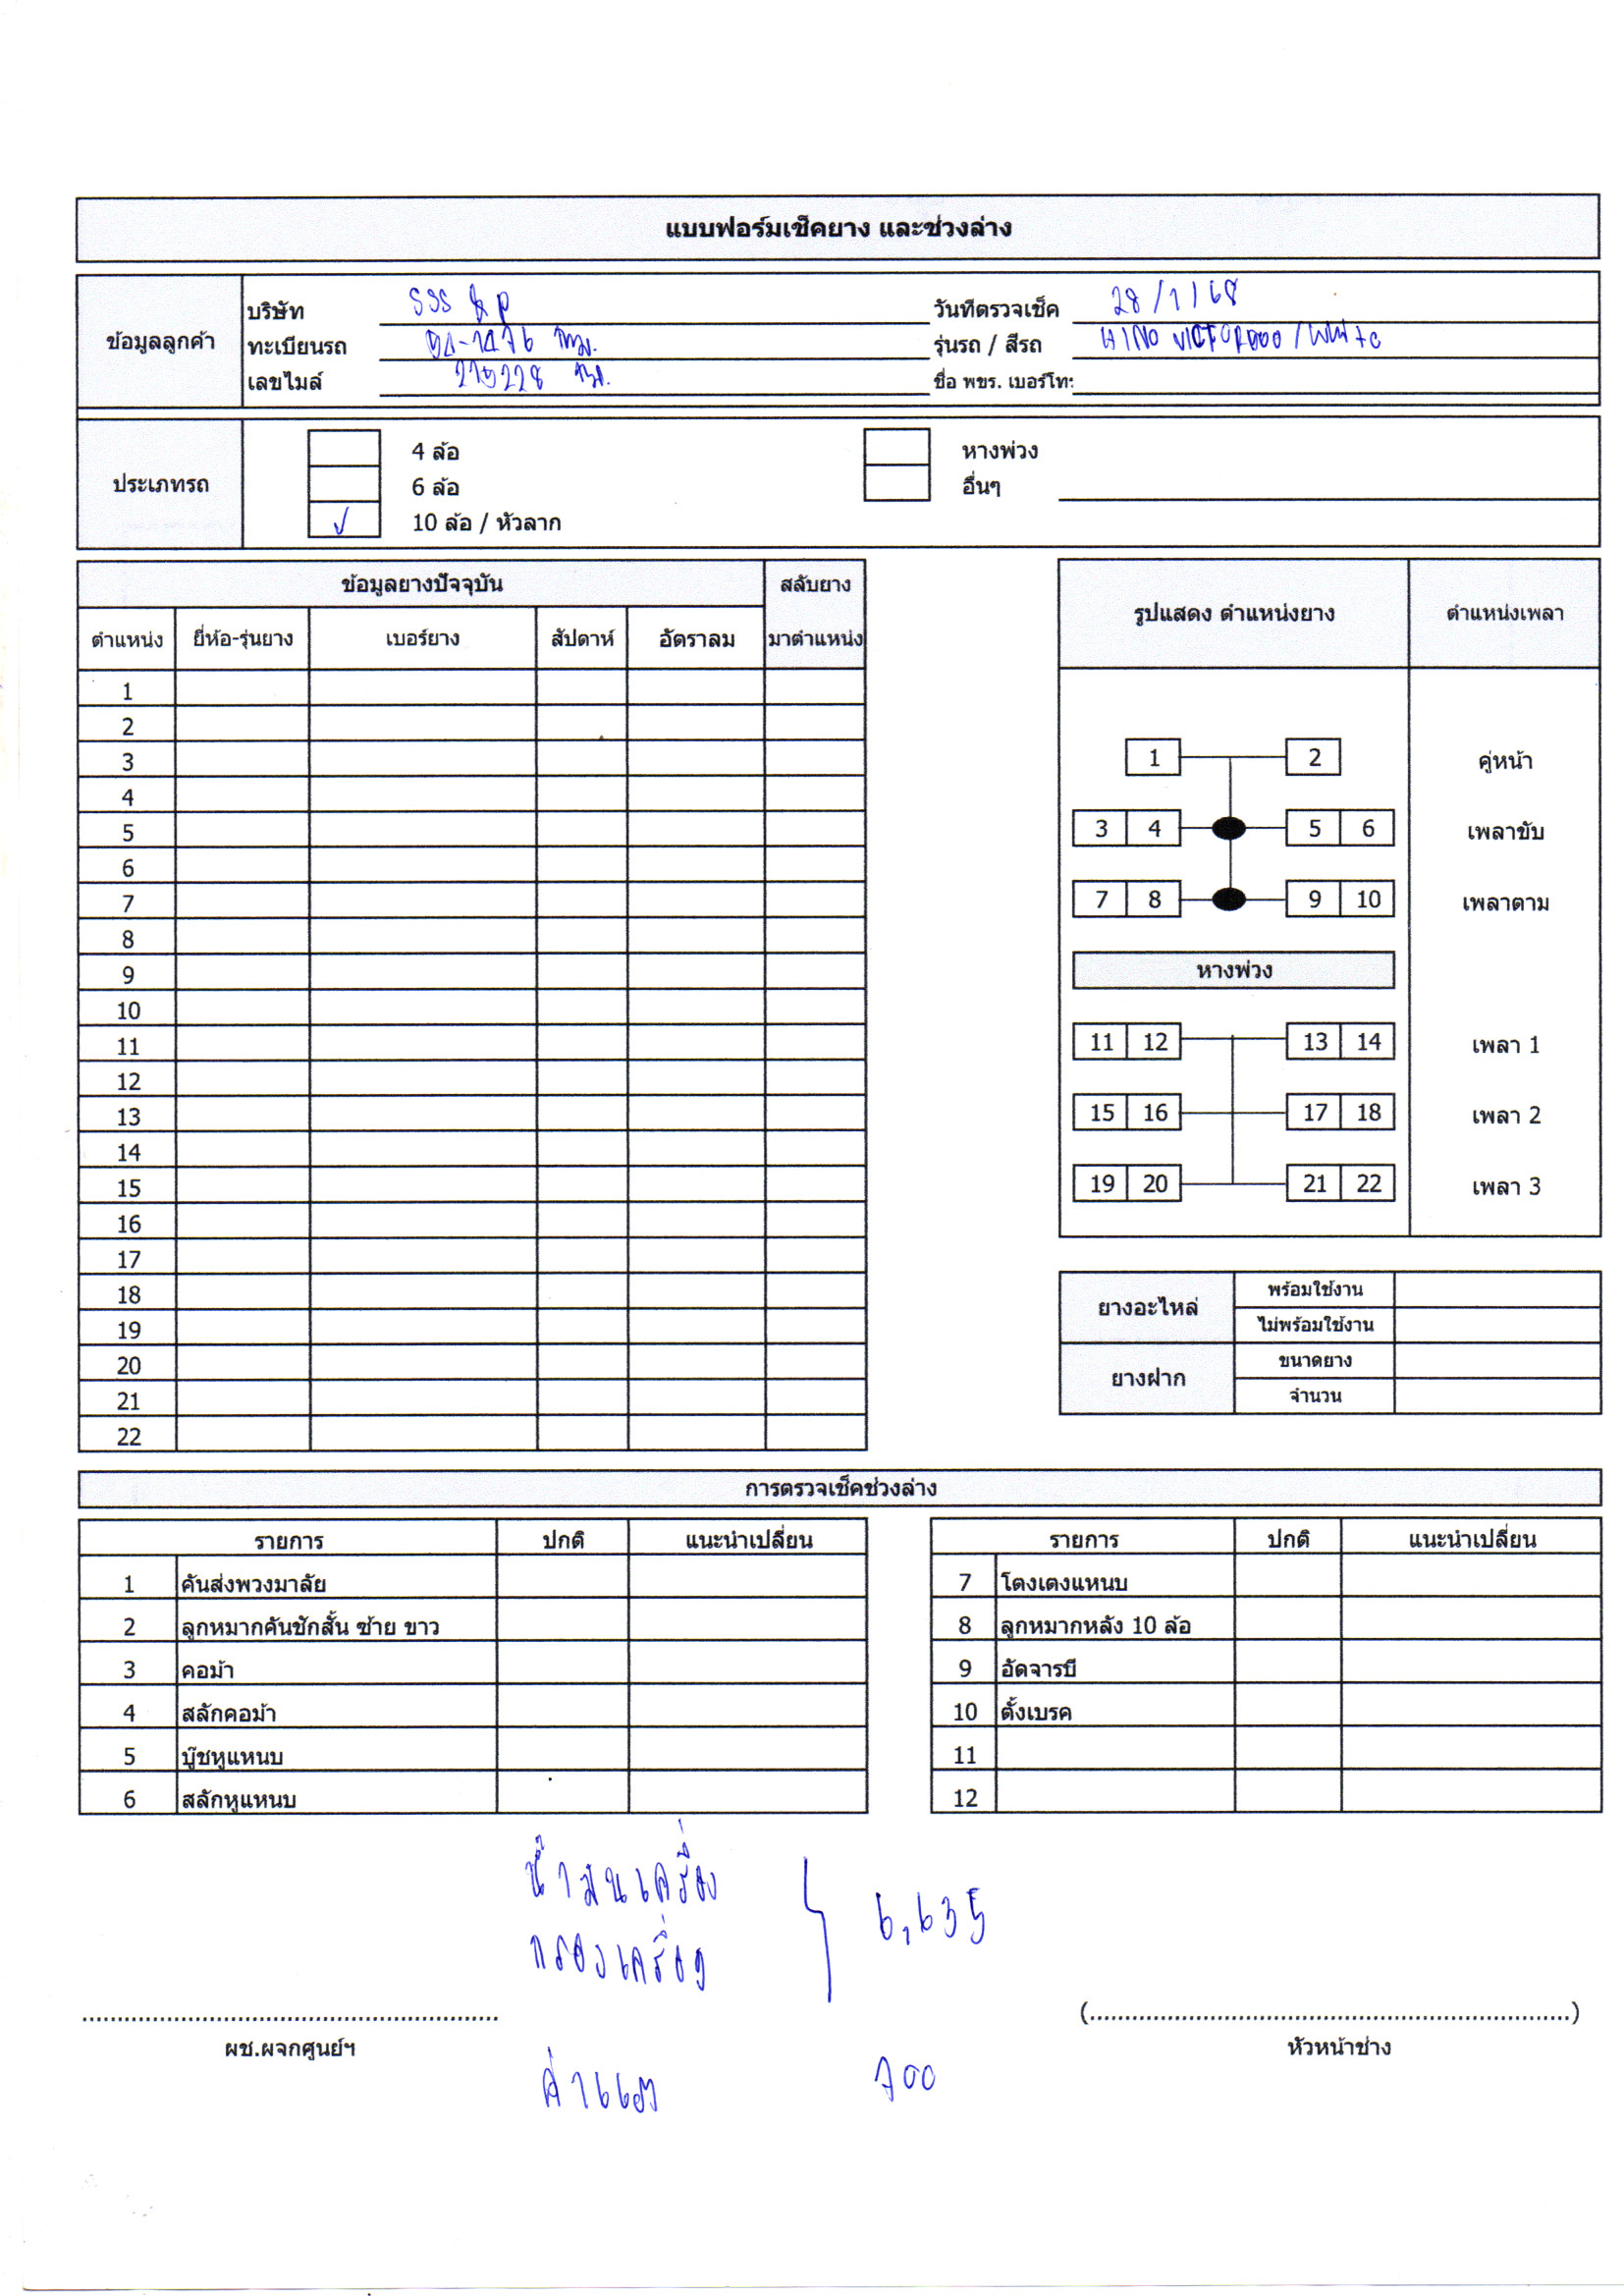 แบบฟอร์มเช็คยาง และช่วงล่าง
ข้อมูลลูกค้า
บริษัท SSS & P วันทีตรวจเช็ค 28/1/68
ทะเบียนรถ กท. รุ่นรถ / สีรถ HINO VICTOR / White
เลขไมล์ กม. ชื่อ พขร. เบอร์โท:
ประเภทรถ
4 ล้อ หางพ่วง
6 ล้อ อื่นๆ
✓ 10 ล้อ / หัวลาก
ข้อมูลยางปัจจุบัน สลับยาง
ตำแหน่ง ยี่ห้อ-รุ่นยาง เบอร์ยาง สัปดาห์ อัตราลม มาตำแหน่ง
1
2
3
4
5
6
7
8
9
10
11
12
13
14
15
16
17
18
19
20
21
22
รูปแสดง ตำแหน่งยาง ตำแหน่งเพลา
1 2 คู่หน้า
3 4 5 6 เพลาขับ
7 8 9 10 เพลาตาม
หางพ่วง
11 12 13 14 เพลา 1
15 16 17 18 เพลา 2
19 20 21 22 เพลา 3
ยางอะไหล่ พร้อมใช้งาน
ไม่พร้อมใช้งาน
ยางฝาก ขนาดยาง
จำนวน
การตรวจเช็คช่วงล่าง
รายการ ปกติ แนะนำเปลี่ยน รายการ ปกติ แนะนำเปลี่ยน
1 คันส่งพวงมาลัย 7 โตงเตงแหนบ
2 ลูกหมากคันชักสั้น ซ้าย ขาว 8 ลูกหมากหลัง 10 ล้อ
3 คอม้า 9 อัดจารบี
4 สลักคอม้า 10 ตั้งเบรค
5 บู๊ชหูแหนบ 11
6 สลักหูแหนบ 12
น้ำมันเครื่อง
กรองเครื่อง 6,635
ผช.ผจกศูนย์ฯ (..........) หัวหน้าช่าง
ค่าแรง 700